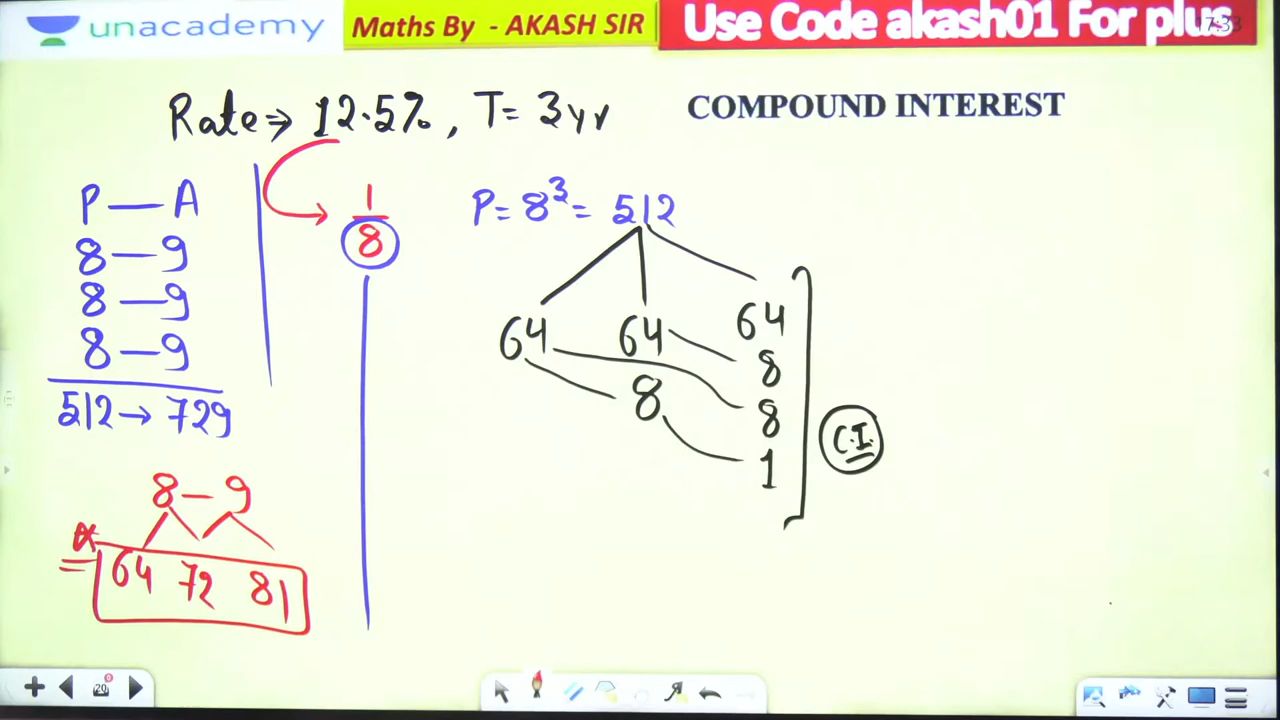 unacademy
Maths By - AKASH SIR
Use Code akash01 For plus
Rate ⇒ 12.5%, T = 3yr
COMPOUND INTEREST
P — A
8 — 9
8 — 9
8 — 9
512 → 729
8 — 9
64 72 81
1
8
P = 8³ = 512
64 64 64
8
8 8
1
C.I.
20